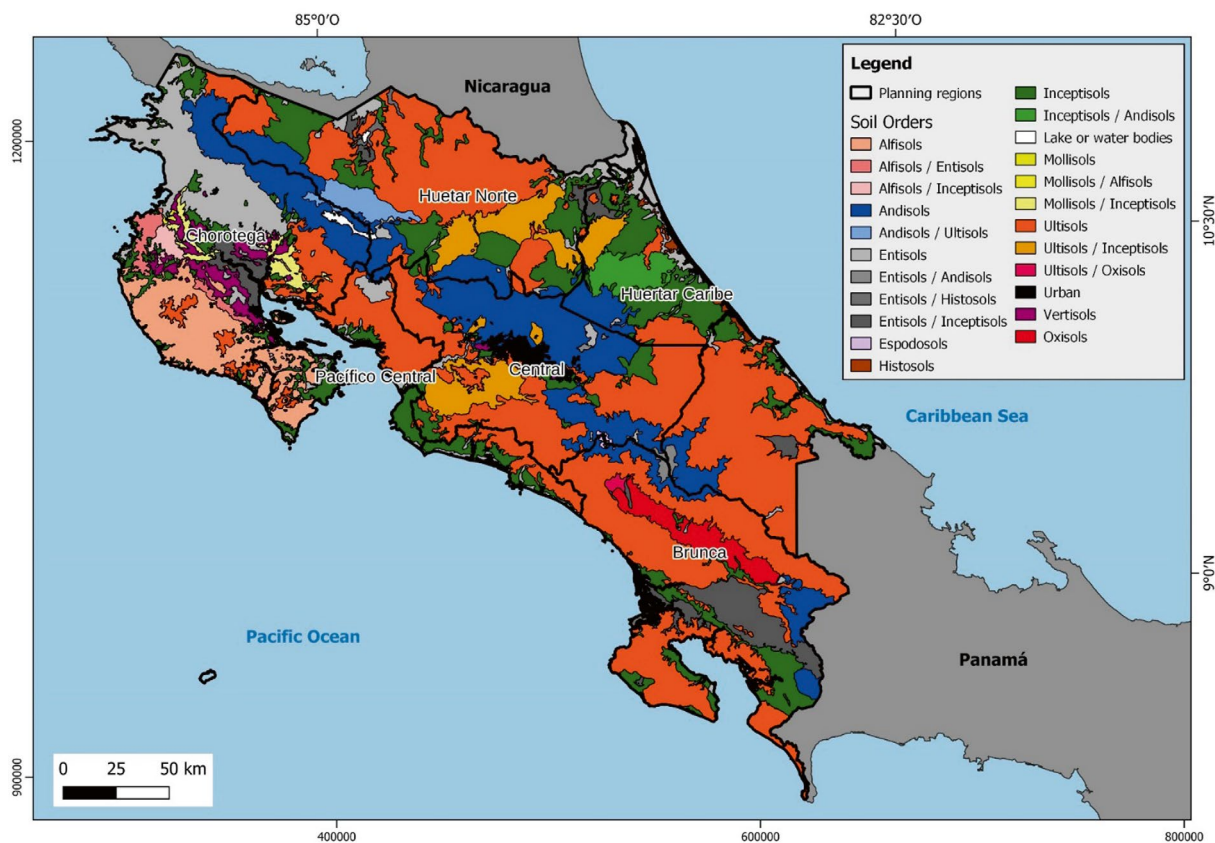 85°0'O
82°30'O
Nicaragua
Legend
Planning regions
Soil Orders
Alfisols
Alfisols / Entisols
Alfisols / Inceptisols
Andisols
Andisols / Ultisols
Entisols
Entisols / Andisols
Entisols / Histosols
Entisols / Inceptisols
Espodosols
Histosols
Inceptisols
Inceptisols / Andisols
Lake or water bodies
Mollisols
Mollisols / Alfisols
Mollisols / Inceptisols
Ultisols
Ultisols / Inceptisols
Ultisols / Oxisols
Urban
Vertisols
Oxisols
1200000
10°30'N
Huetar Norte
Chorotega
Huertar Caribe
Pacífico Central
Central
Caribbean Sea
Brunca
9°0'N
Pacific Ocean
Panamá
0 25 50 km
900000
400000
600000
800000